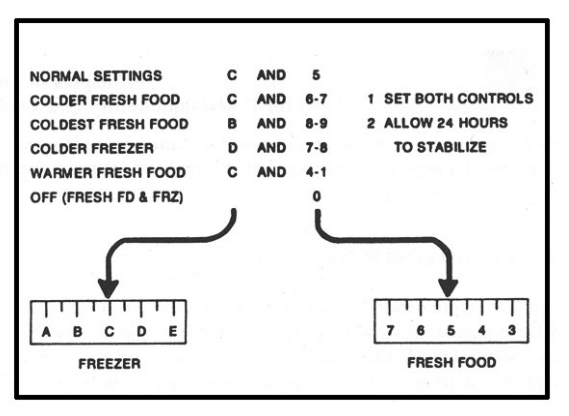 NORMAL SETTINGS C AND 5
COLDER FRESH FOOD C AND 6-7 1 SET BOTH CONTROLS
COLDEST FRESH FOOD B AND 8-9 2 ALLOW 24 HOURS
COLDER FREEZER D AND 7-8 TO STABILIZE
WARMER FRESH FOOD C AND 4-1
OFF (FRESH FD & FRZ) 0
A B C D E 7 6 5 4 3
FREEZER FRESH FOOD